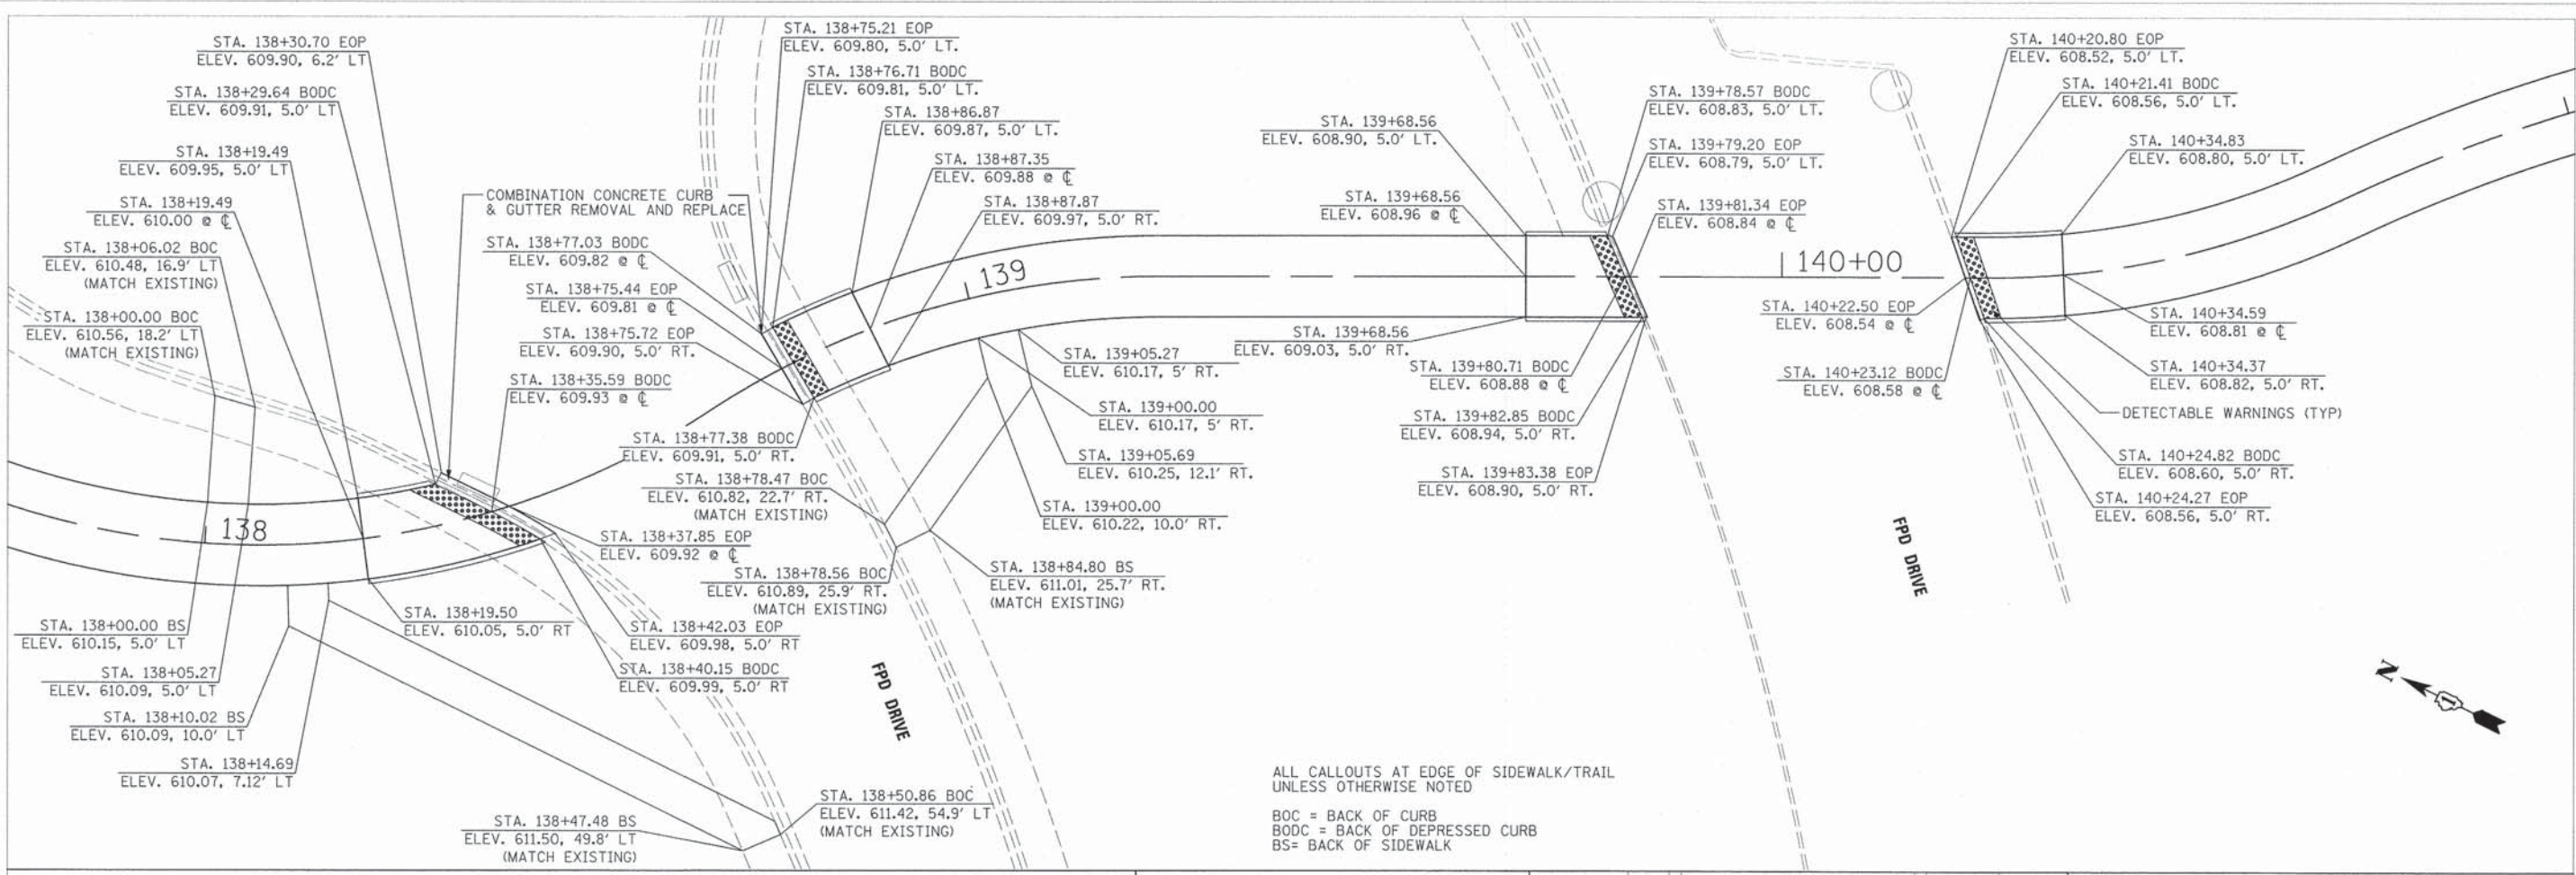 STA. 138+30.70 EOP
ELEV. 609.90, 6.2' LT
STA. 138+29.64 BODC
ELEV. 609.91, 5.0' LT
STA. 138+19.49
ELEV. 609.95, 5.0' LT
STA. 138+19.49
ELEV. 610.00 @ ℄
STA. 138+06.02 BOC
ELEV. 610.48, 16.9' LT
(MATCH EXISTING)
STA. 138+00.00 BOC
ELEV. 610.56, 18.2' LT
(MATCH EXISTING)
138
STA. 138+00.00 BS
ELEV. 610.15, 5.0' LT
STA. 138+05.27
ELEV. 610.09, 5.0' LT
STA. 138+10.02 BS
ELEV. 610.09, 10.0' LT
STA. 138+14.69
ELEV. 610.07, 7.12' LT
COMBINATION CONCRETE CURB
& GUTTER REMOVAL AND REPLACE
STA. 138+77.03 BODC
ELEV. 609.82 @ ℄
STA. 138+75.44 EOP
ELEV. 609.81 @ ℄
STA. 138+75.72 EOP
ELEV. 609.90, 5.0' RT.
STA. 138+35.59 BODC
ELEV. 609.93 @ ℄
STA. 138+77.38 BODC
ELEV. 609.91, 5.0' RT.
STA. 138+78.47 BOC
ELEV. 610.82, 22.7' RT.
(MATCH EXISTING)
STA. 138+37.85 EOP
ELEV. 609.92 @ ℄
STA. 138+78.56 BOC
ELEV. 610.89, 25.9' RT.
(MATCH EXISTING)
STA. 138+19.50
ELEV. 610.05, 5.0' RT
STA. 138+42.03 EOP
ELEV. 609.98, 5.0' RT
STA. 138+40.15 BODC
ELEV. 609.99, 5.0' RT
STA. 138+47.48 BS
ELEV. 611.50, 49.8' LT
(MATCH EXISTING)
STA. 138+50.86 BOC
ELEV. 611.42, 54.9' LT
(MATCH EXISTING)
FPD DRIVE
STA. 138+75.21 EOP
ELEV. 609.80, 5.0' LT.
STA. 138+76.71 BODC
ELEV. 609.81, 5.0' LT.
STA. 138+86.87
ELEV. 609.87, 5.0' LT.
STA. 138+87.35
ELEV. 609.88 @ ℄
STA. 138+87.87
ELEV. 609.97, 5.0' RT.
139
STA. 139+05.27
ELEV. 610.17, 5' RT.
STA. 139+00.00
ELEV. 610.17, 5' RT.
STA. 139+05.69
ELEV. 610.25, 12.1' RT.
STA. 139+00.00
ELEV. 610.22, 10.0' RT.
STA. 138+84.80 BS
ELEV. 611.01, 25.7' RT.
(MATCH EXISTING)
STA. 139+68.56
ELEV. 608.90, 5.0' LT.
STA. 139+68.56
ELEV. 608.96 @ ℄
STA. 139+68.56
ELEV. 609.03, 5.0' RT.
STA. 139+80.71 BODC
ELEV. 608.88 @ ℄
STA. 139+82.85 BODC
ELEV. 608.94, 5.0' RT.
STA. 139+83.38 EOP
ELEV. 608.90, 5.0' RT.
STA. 139+78.57 BODC
ELEV. 608.83, 5.0' LT.
STA. 139+79.20 EOP
ELEV. 608.79, 5.0' LT.
STA. 139+81.34 EOP
ELEV. 608.84 @ ℄
140+00
STA. 140+22.50 EOP
ELEV. 608.54 @ ℄
STA. 140+23.12 BODC
ELEV. 608.58 @ ℄
FPD DRIVE
STA. 140+20.80 EOP
ELEV. 608.52, 5.0' LT.
STA. 140+21.41 BODC
ELEV. 608.56, 5.0' LT.
STA. 140+34.83
ELEV. 608.80, 5.0' LT.
STA. 140+34.59
ELEV. 608.81 @ ℄
STA. 140+34.37
ELEV. 608.82, 5.0' RT.
DETECTABLE WARNINGS (TYP)
STA. 140+24.82 BODC
ELEV. 608.60, 5.0' RT.
STA. 140+24.27 EOP
ELEV. 608.56, 5.0' RT.
N
ALL CALLOUTS AT EDGE OF SIDEWALK/TRAIL
UNLESS OTHERWISE NOTED
BOC = BACK OF CURB
BODC = BACK OF DEPRESSED CURB
BS= BACK OF SIDEWALK